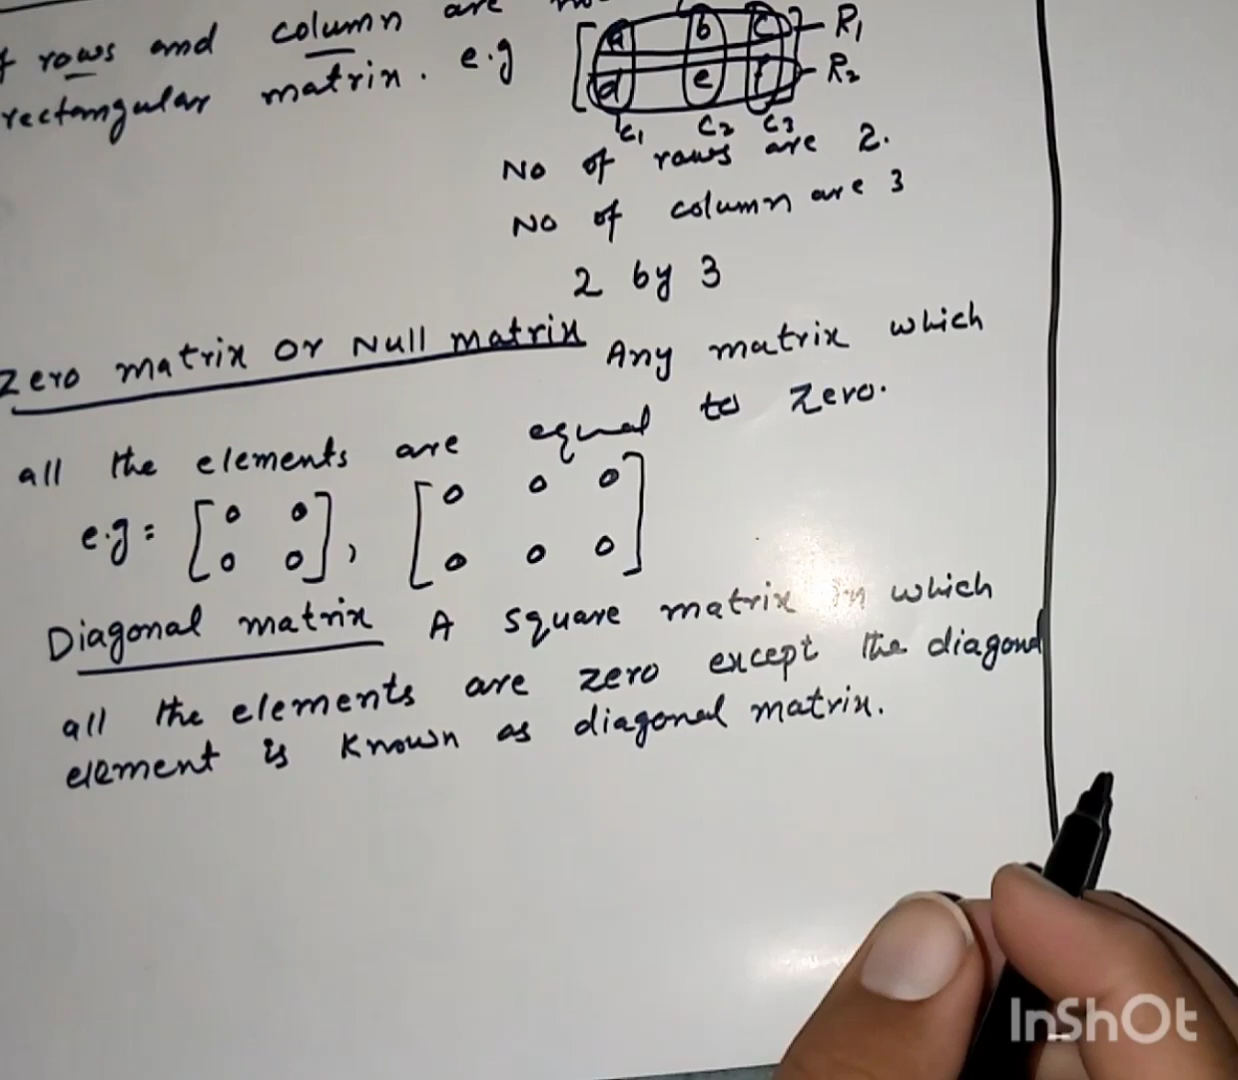 rows and column are
rectangular matrix. e.g [a b c d e f] R1 R2
C1 C2 C3
No of rows are 2.
No of column are 3
2 by 3
Zero matrix or Null matrix Any matrix which
all the elements are equal to zero.
e.g= [0 0 0 0], [0 0 0 0 0 0]
Diagonal matrix A square matrix in which
all the elements are zero except the diagonal
element is known as diagonal matrix.
InShOt